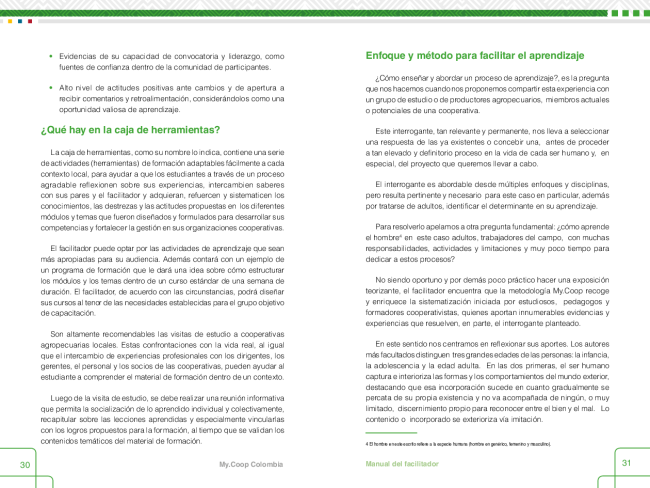 • Evidencias de su capacidad de convocatoria y liderazgo, como
fuentes de confianza dentro de la comunidad de participantes.
• Alto nivel de actitudes positivas ante cambios y de apertura a
recibir comentarios y retroalimentación, considerándolos como una
oportunidad valiosa de aprendizaje.
¿Qué hay en la caja de herramientas?
La caja de herramientas, como su nombre lo indica, contiene una serie
de actividades (herramientas) de formación adaptables fácilmente a cada
contexto local, para ayudar a que los estudiantes a través de un proceso
agradable reflexionen sobre sus experiencias, intercambien saberes
con sus pares y el facilitador y adquieran, refuercen y sistematicen los
conocimientos, las destrezas y las actitudes propuestas en los diferentes
módulos y temas que fueron diseñados y formulados para desarrollar sus
competencias y fortalecer la gestión en sus organizaciones cooperativas.
El facilitador puede optar por las actividades de aprendizaje que sean
más apropiadas para su audiencia. Además contará con un ejemplo de
un programa de formación que le dará una idea sobre cómo estructurar
los módulos y los temas dentro de un curso estándar de una semana de
duración. El facilitador, de acuerdo con las circunstancias, podrá diseñar
sus cursos al tenor de las necesidades establecidas para el grupo objetivo
de capacitación.
Son altamente recomendables las visitas de estudio a cooperativas
agropecuarias locales. Estas confrontaciones con la vida real, al igual
que el intercambio de experiencias profesionales con los dirigentes, los
gerentes, el personal y los socios de las cooperativas, pueden ayudar al
estudiante a comprender el material de formación dentro de un contexto.
Luego de la visita de estudio, se debe realizar una reunión informativa
que permita la socialización de lo aprendido individual y colectivamente,
recapitular sobre las lecciones aprendidas y especialmente vincularlas
con los logros propuestos para la formación, al tiempo que se validan los
contenidos temáticos del material de formación.
30
My.Coop Colombia
Enfoque y método para facilitar el aprendizaje
¿Cómo enseñar y abordar un proceso de aprendizaje?, es la pregunta
que nos hacemos cuando nos proponemos compartir esta experiencia con
un grupo de estudio o de productores agropecuarios, miembros actuales
o potenciales de una cooperativa.
Este interrogante, tan relevante y permanente, nos lleva a seleccionar
una respuesta de las ya existentes o concebir una, antes de proceder
a tan elevado y definitorio proceso en la vida de cada ser humano y, en
especial, del proyecto que queremos llevar a cabo.
El interrogante es abordable desde múltiples enfoques y disciplinas,
pero resulta pertinente y necesario para este caso en particular, además
por tratarse de adultos, identificar el determinante en su aprendizaje.
Para resolverlo apelamos a otra pregunta fundamental: ¿cómo aprende
el hombre⁴ en este caso adultos, trabajadores del campo, con muchas
responsabilidades, actividades y limitaciones y muy poco tiempo para
dedicar a estos procesos?
No siendo oportuno y por demás poco práctico hacer una exposición
teorizante, el facilitador encuentra que la metodología My.Coop recoge
y enriquece la sistematización iniciada por estudiosos, pedagogos y
formadores cooperativistas, quienes aportan innumerables evidencias y
experiencias que resuelven, en parte, el interrogante planteado.
En este sentido nos centramos en reflexionar sus aportes. Los autores
más facultados distinguen tres grandes edades de las personas: la infancia,
la adolescencia y la edad adulta. En las dos primeras, el ser humano
captura e interioriza las formas y los comportamientos del mundo exterior,
destacando que esa incorporación sucede en cuanto gradualmente se
percata de su propia existencia y no va acompañada de ningún, o muy
limitado, discernimiento propio para reconocer entre el bien y el mal. Lo
contenido o incorporado se exterioriza vía imitación.
4 El hombre en este escrito refiere a la especie humana (hombre en genérico, femenino y masculino).
Manual del facilitador
31